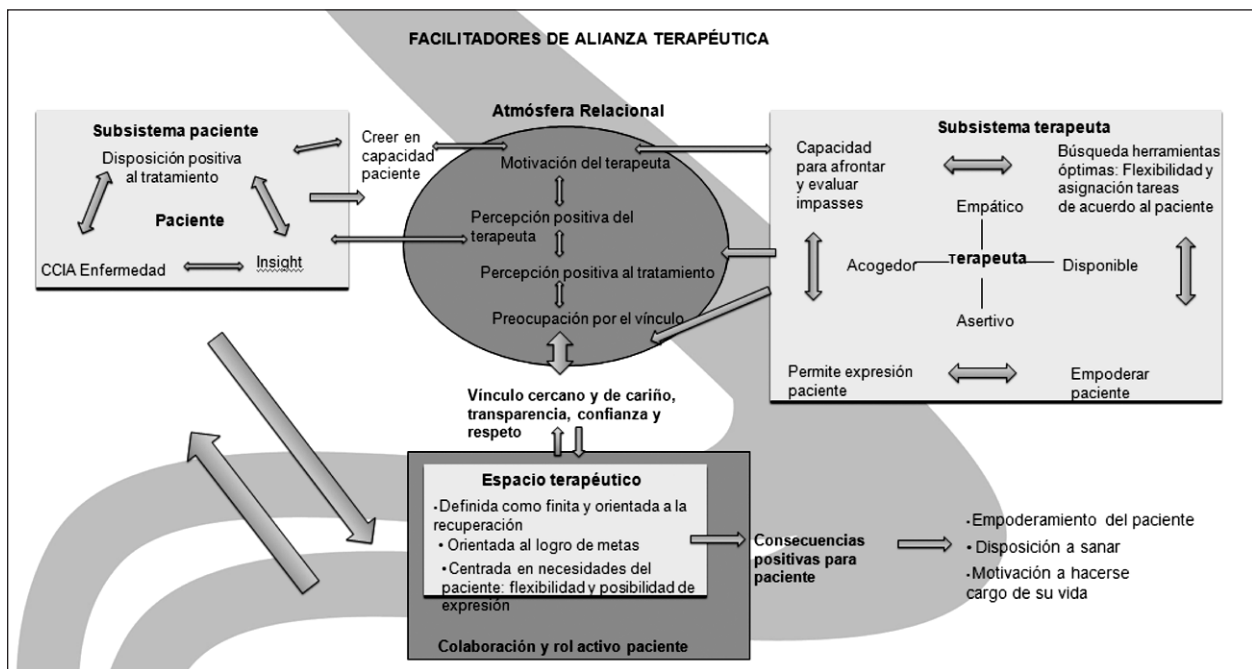 FACILITADORES DE ALIANZA TERAPÉUTICA
Subsistema paciente
Disposición positiva
al tratamiento
Paciente
CCIA Enfermedad
Insight
Creer en
capacidad
paciente
Atmósfera Relacional
Motivación del terapeuta
Percepción positiva del
terapeuta
Percepción positiva al tratamiento
Preocupación por el vínculo
Subsistema terapeuta
Capacidad
para afrontar
y evaluar
impasses
Búsqueda herramientas
óptimas: Flexibilidad y
asignación tareas
de acuerdo al paciente
Empático
Acogedor
Terapeuta
Disponible
Asertivo
Permite expresión
paciente
Empoderar
paciente
Vínculo cercano y de cariño,
transparencia, confianza y
respeto
Espacio terapéutico
•Definida como finita y orientada a la
recuperación
• Orientada al logro de metas
• Centrada en necesidades del
paciente: flexibilidad y posibilidad de
expresión
Colaboración y rol activo paciente
Consecuencias
positivas para
paciente
•Empoderamiento del paciente
•Disposición a sanar
•Motivación a hacerse
cargo de su vida